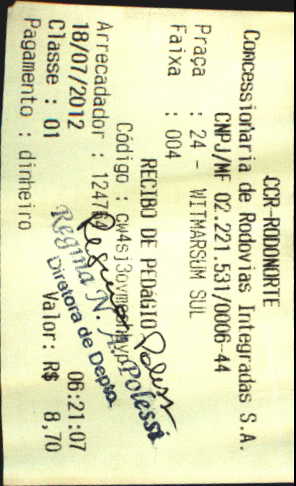 CCR-RODONORTE
Concessionaria de Rodovias Integradas S.A.
CNPJ/MF 02.221.531/0006-44
Praça : 24 - WITMARSUM SUL
Faixa : 004
RECIBO DE PEDáGIO
Código :
Arrecadador :
18/07/2012 06:21:07
Classe : 01 Valor: R$ 8,70
Pagamento : dinheiro
Regina N. Polessi
Diretora de Depto.